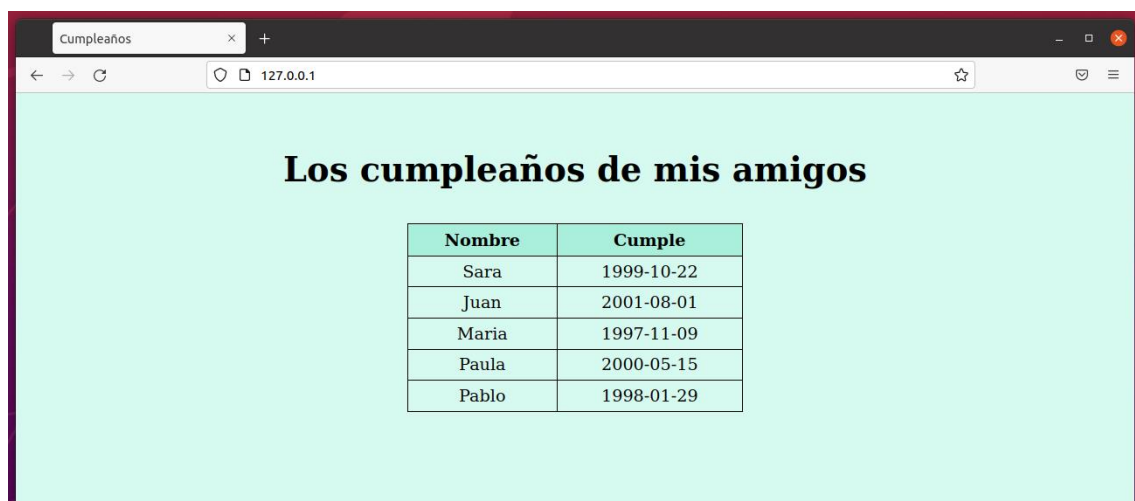 Cumpleaños
127.0.0.1
Los cumpleaños de mis amigos
Nombre Cumple
Sara 1999-10-22
Juan 2001-08-01
Maria 1997-11-09
Paula 2000-05-15
Pablo 1998-01-29